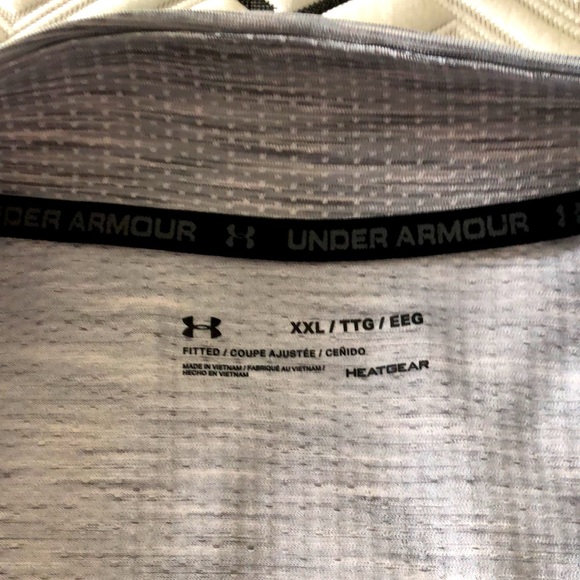 DER ARMOUR UNDER ARMOUR
XXL / TTG / EEG
FITTED / COUPE AJUSTÉE / CEÑIDO
MADE IN VIETNAM / FABRIQUÉ AU VIETNAM /
HECHO EN VIETNAM
HEATGEAR